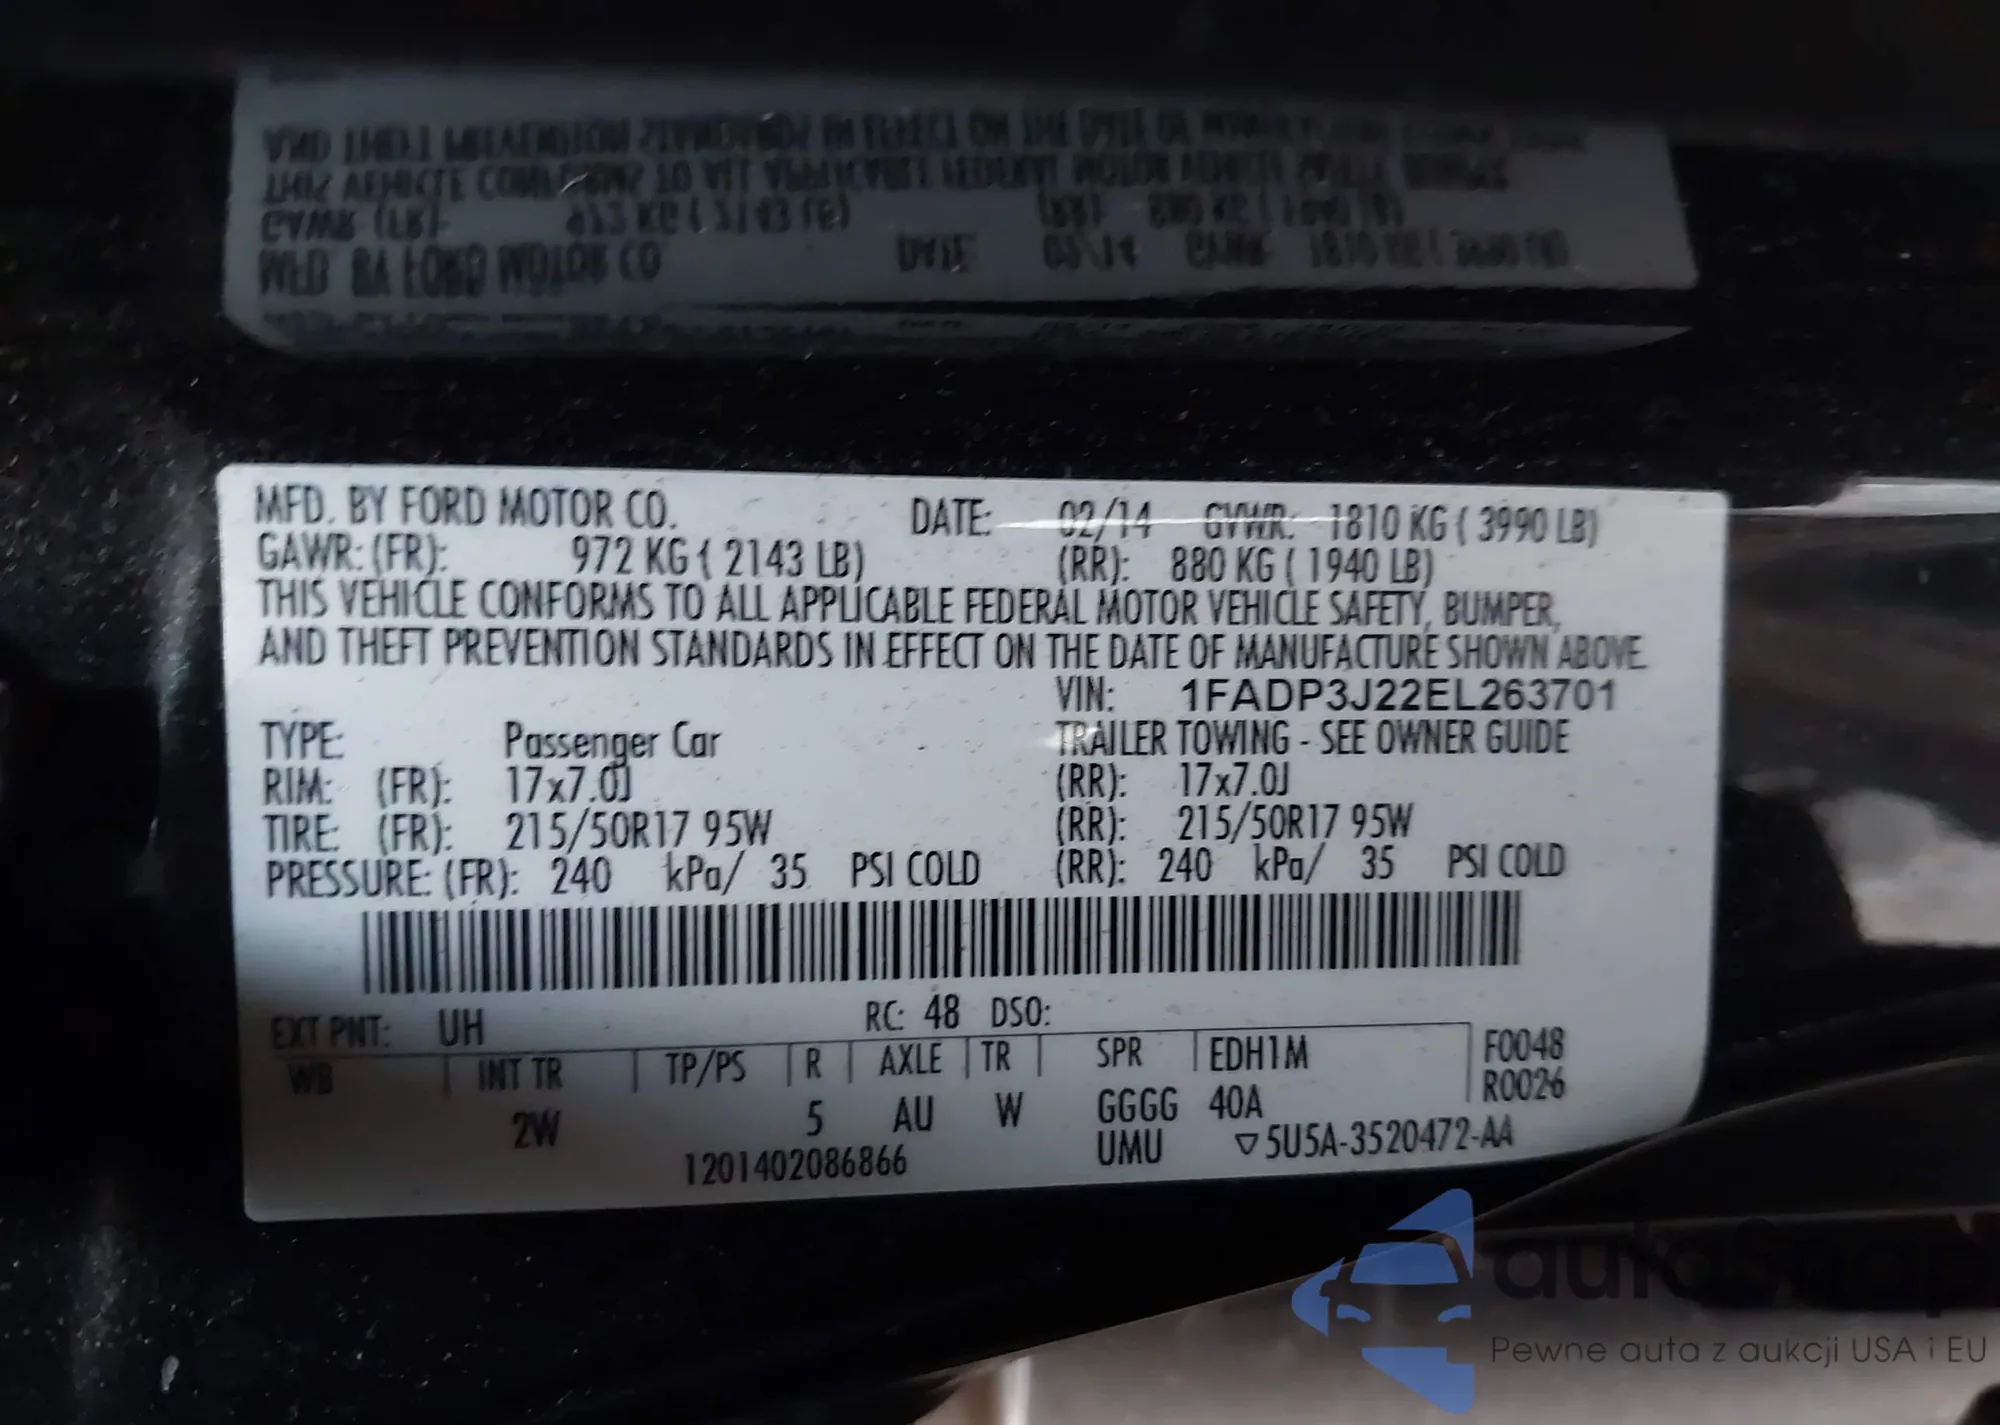 MFD. BY FORD MOTOR CO. DATE: 02/14 GVWR: 1810 KG ( 3990 LB)
GAWR: (FR): 972 KG ( 2143 LB) (RR): 880 KG ( 1940 LB)
THIS VEHICLE CONFORMS TO ALL APPLICABLE FEDERAL MOTOR VEHICLE SAFETY, BUMPER,
AND THEFT PREVENTION STANDARDS IN EFFECT ON THE DATE OF MANUFACTURE SHOWN ABOVE.
VIN: 1FADP3J22EL263701
TYPE: Passenger Car TRAILER TOWING - SEE OWNER GUIDE
RIM: (FR): 17x7.0J (RR): 17x7.0J
TIRE: (FR): 215/50R17 95W (RR): 215/50R17 95W
PRESSURE: (FR): 240 kPa/ 35 PSI COLD (RR): 240 kPa/ 35 PSI COLD
EXT PNT: UH RC: 48 DSO:
WB INT TR TP/PS R AXLE TR SPR EDH1M F0048
R0026
2W 5 AU W GGGG 40A
1201402086866 UMU ▽5U5A-3520472-AA
autaSnap
Pewne auta z aukcji USA i EU